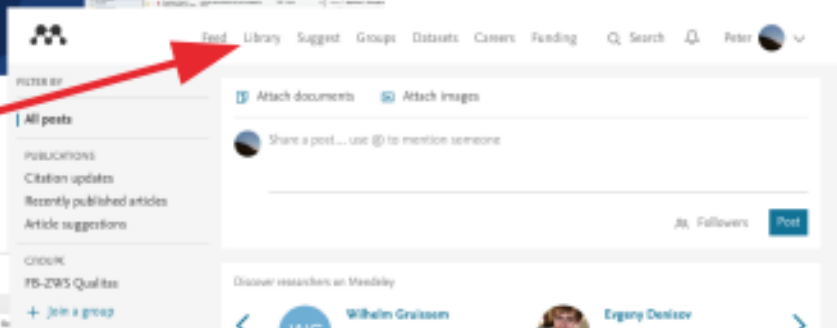 Feed Library Suggest Groups Datasets Careers Funding Search Peter
FILTER BY
All posts
PUBLICATIONS
Citation updates
Recently published articles
Article suggestions
GROUPS
FB-ZWS Qualitas
+ Join a group
Attach documents Attach images
Share a post... use @ to mention someone
Followers Post
Discover researchers on Mendeley
Wilhelm Gruissem Evgeny Denisov